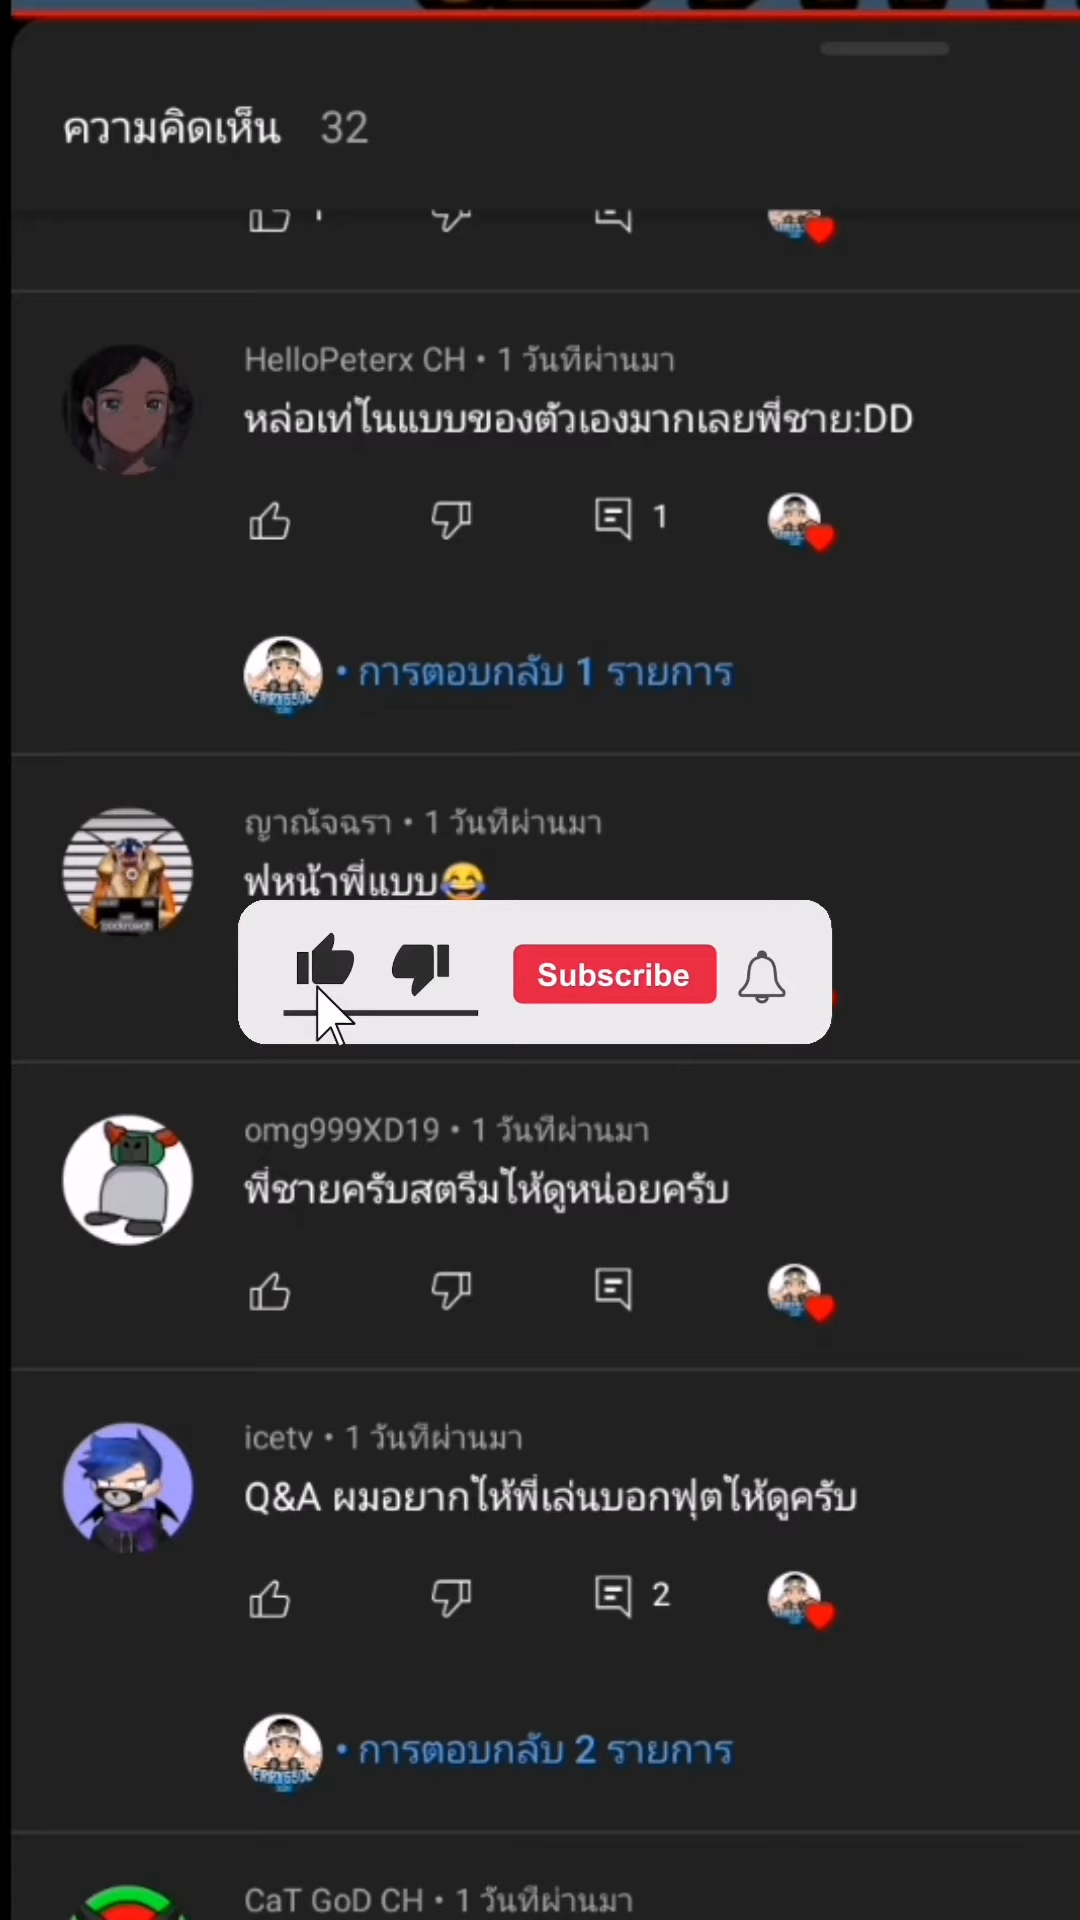 ความคิดเห็น 32
HelloPeterx CH • 1 วันที่ผ่านมา
หล่อเท่ในแบบของตัวเองมากเลยพี่ชาย:DD
1
• การตอบกลับ 1 รายการ
ญาณัจฉรา • 1 วันที่ผ่านมา
ฟหน้าพี่แบบ😂
Subscribe
omg999XD19 • 1 วันที่ผ่านมา
พี่ชายครับสตรีมไห้ดูหน่อยครับ
icetv • 1 วันที่ผ่านมา
Q&A ผมอยากไห้พี่เล่นบอกฟุตไห้ดูครับ
2
• การตอบกลับ 2 รายการ
CaT GoD CH • 1 วันที่ผ่านมา